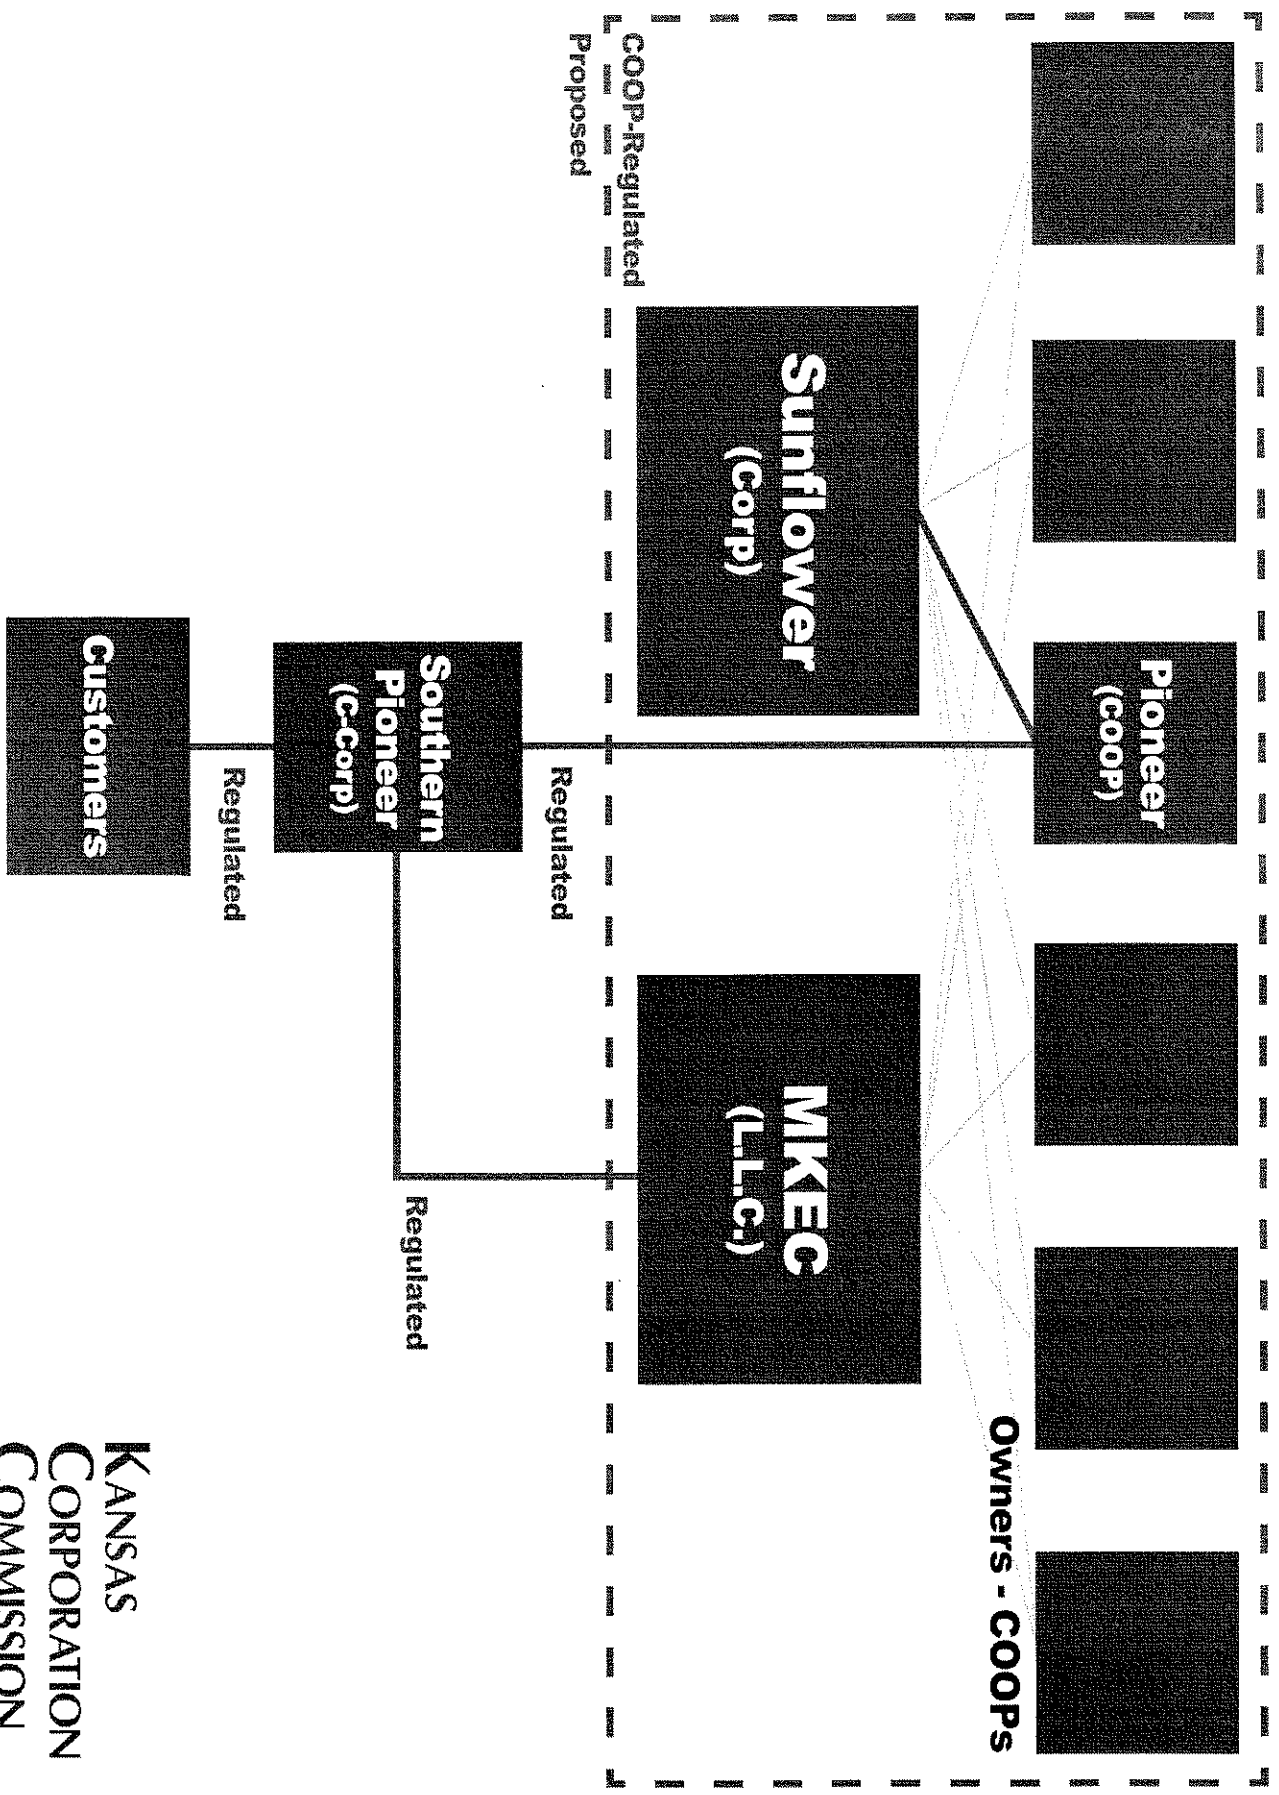 Pioneer
(COOP)
Owners - COOPs
Sunflower
(Corp)
MKEC
(L.L.C.)
COOP-Regulated
Proposed
Regulated
Southern
Pioneer
(C-Corp)
Regulated
Regulated
Customers
KANSAS
CORPORATION
COMMISSION